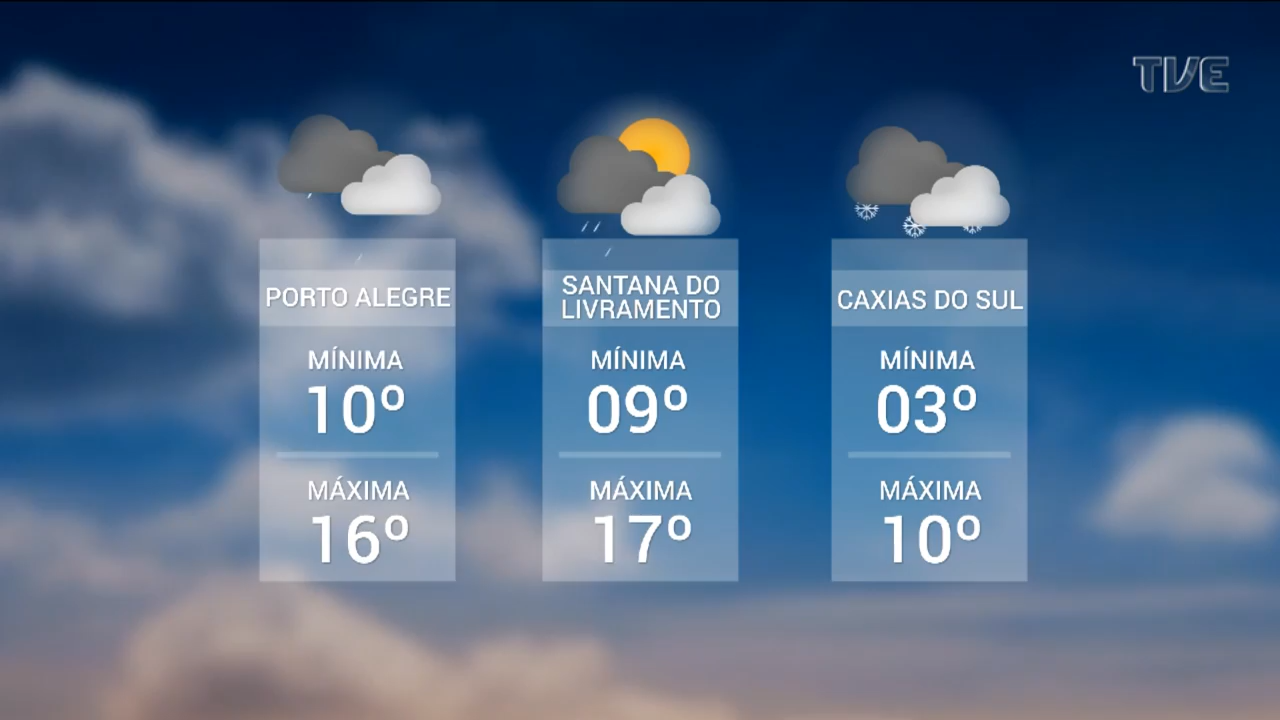 TVE
PORTO ALEGRE
MÍNIMA
10º
MÁXIMA
16º
SANTANA DO
LIVRAMENTO
MÍNIMA
09º
MÁXIMA
17º
CAXIAS DO SUL
MÍNIMA
03º
MÁXIMA
10º